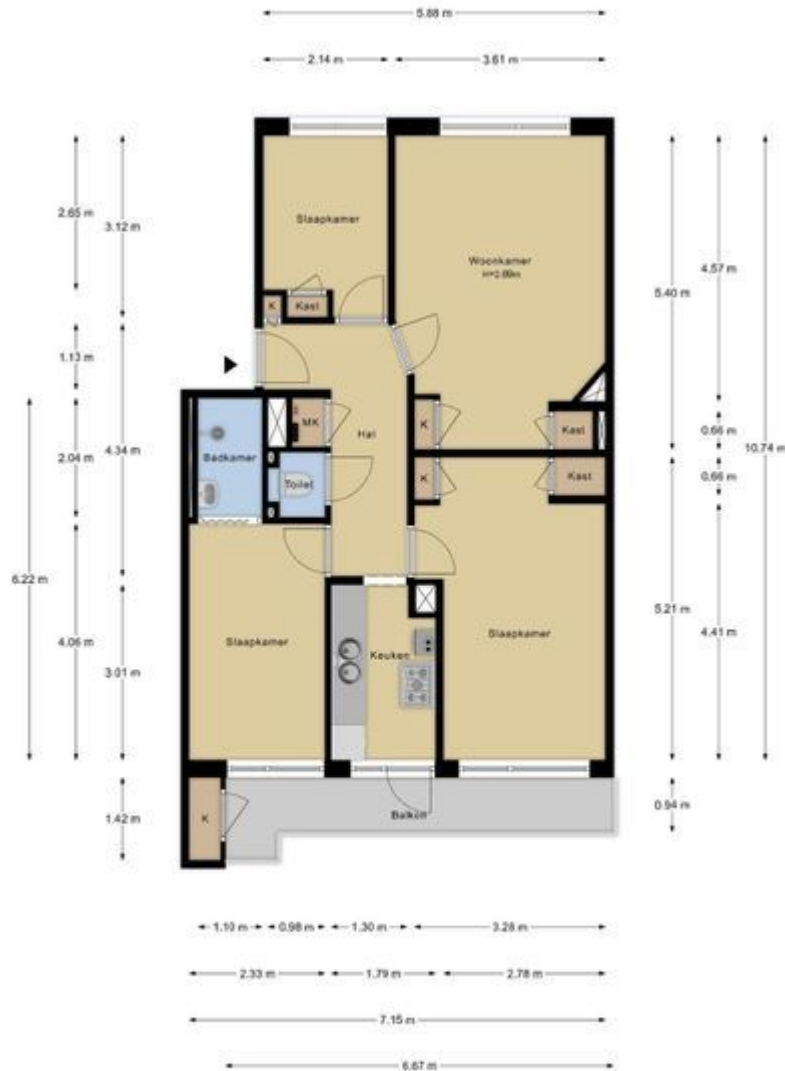 5.88 m
2.14 m
3.61 m
2.65 m
3.12 m
Slaapkamer
Woonkamer
H=2.69m
4.57 m
5.40 m
K
Kast
1.13 m
MK
Hal
K
Kast
0.66 m
10.74 m
2.04 m
4.34 m
Badkamer
Toilet
K
Kast
0.66 m
6.22 m
4.06 m
3.01 m
Slaapkamer
Keuken
Slaapkamer
5.21 m
4.41 m
1.42 m
K
Balkon
0.94 m
1.10 m
0.98 m
1.30 m
3.28 m
2.33 m
1.79 m
2.78 m
7.15 m
6.67 m